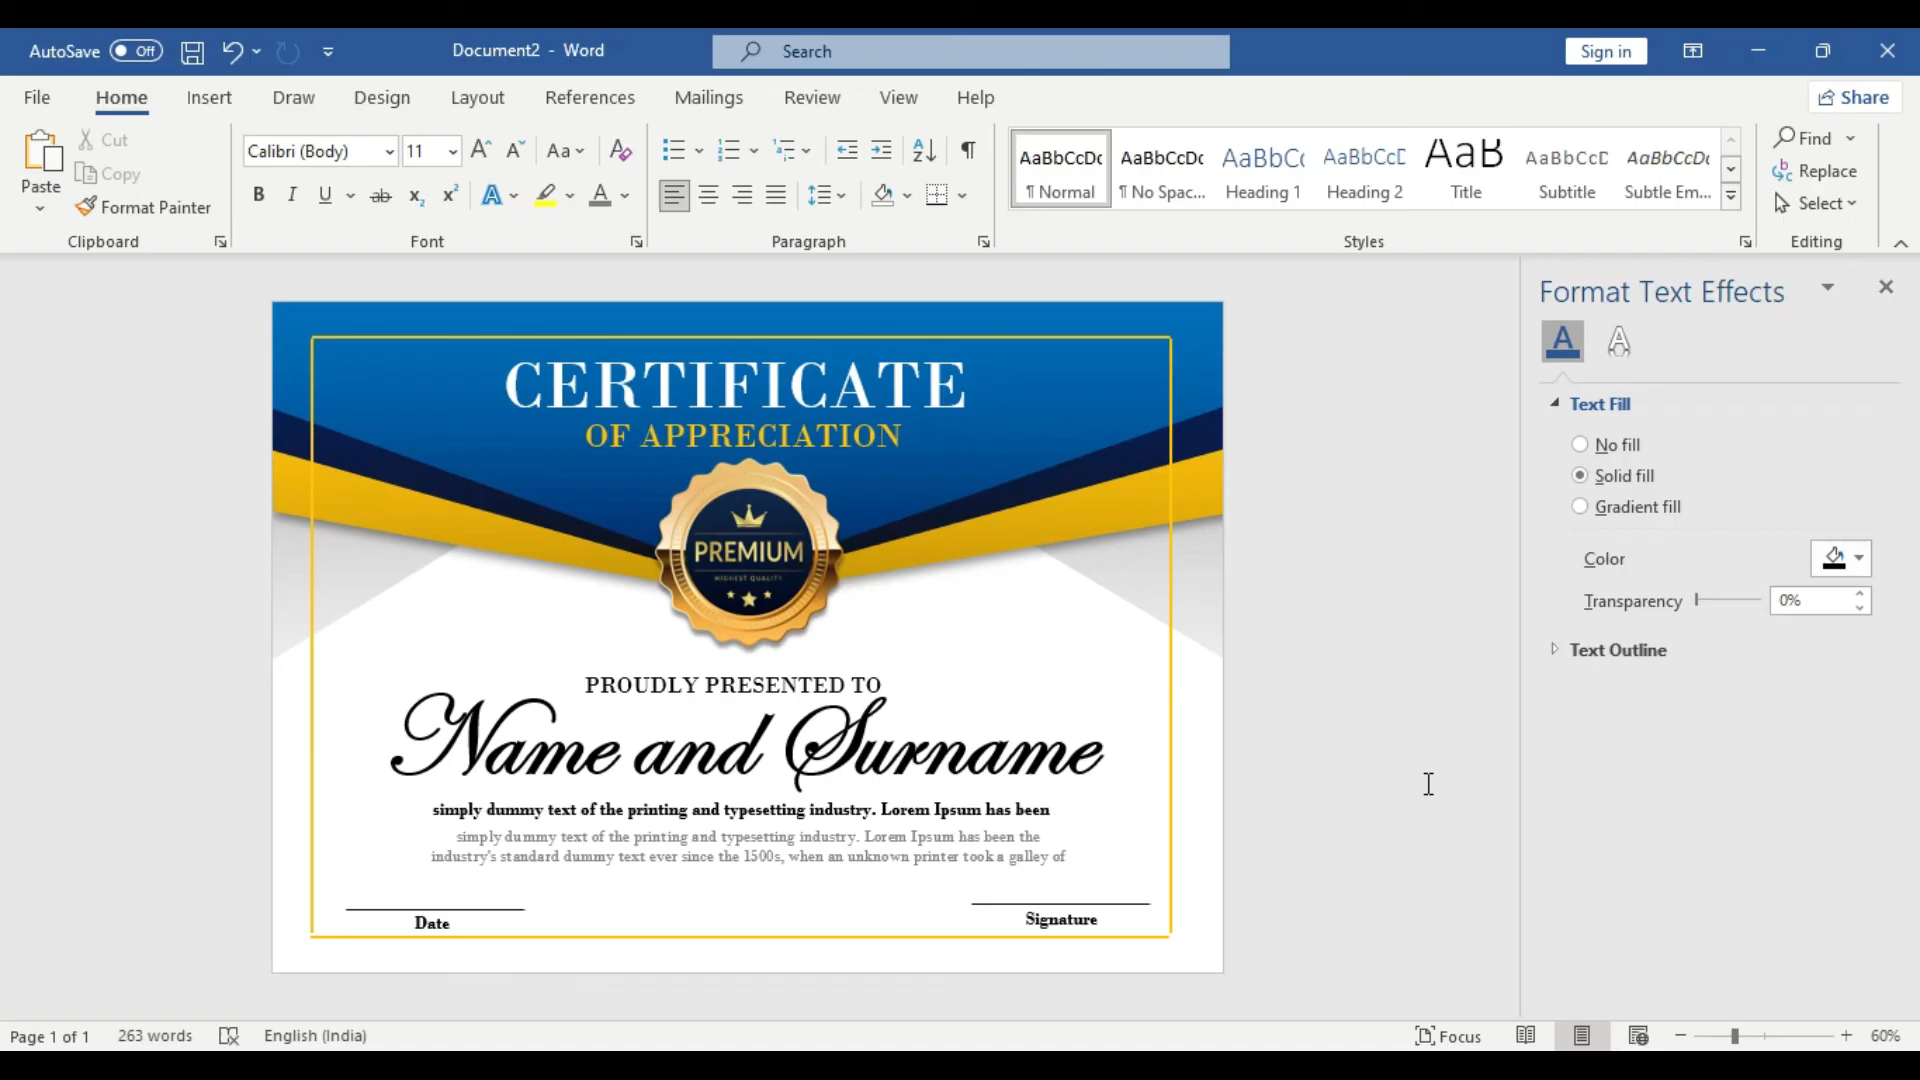 AutoSave Off Document2 - Word Search Sign in
File Home Insert Draw Design Layout References Mailings Review View Help Share
Paste Cut Copy Format Painter Clipboard
Calibri (Body) 11 Aa Font
Paragraph
AaBbCcDc ¶ Normal
AaBbCcDc ¶ No Spac...
AaBbC Heading 1
AaBbCcD Heading 2
AaB Title
AaBbCcD Subtitle
AaBbCcDc Subtle Em...
Styles
Find Replace Select Editing
CERTIFICATE
OF APPRECIATION
PREMIUM
HIGHEST QUALITY
PROUDLY PRESENTED TO
Name and Surname
simply dummy text of the printing and typesetting industry. Lorem Ipsum has been
simply dummy text of the printing and typesetting industry. Lorem Ipsum has been the
industry's standard dummy text ever since the 1500s, when an unknown printer took a galley of
Date
Signature
Format Text Effects
Text Fill
No fill
Solid fill
Gradient fill
Color
Transparency 0%
Text Outline
Page 1 of 1 263 words English (India) Focus 60%